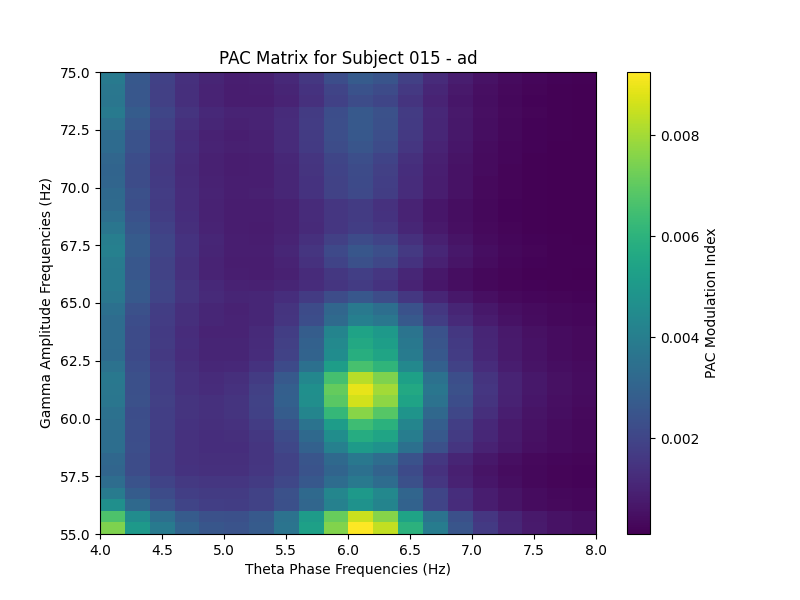 PAC Matrix for Subject 015 - ad
75.0
72.5
70.0
67.5
65.0
62.5
60.0
57.5
55.0
Gamma Amplitude Frequencies (Hz)
4.0 4.5 5.0 5.5 6.0 6.5 7.0 7.5 8.0
Theta Phase Frequencies (Hz)
0.008
0.006
0.004
0.002
PAC Modulation Index